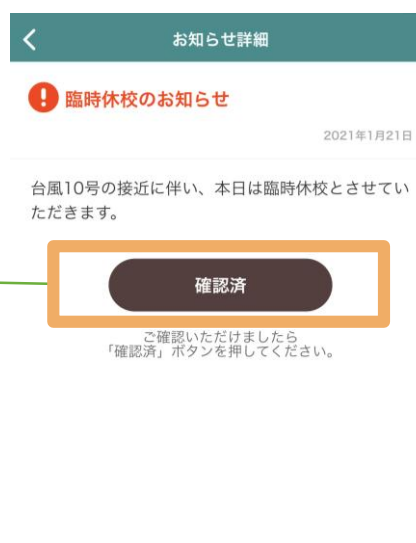 お知らせ詳細
臨時休校のお知らせ
2021年1月21日
台風10号の接近に伴い、本日は臨時休校とさせてい
ただきます。
確認済
ご確認いただけましたら
「確認済」ボタンを押してください。